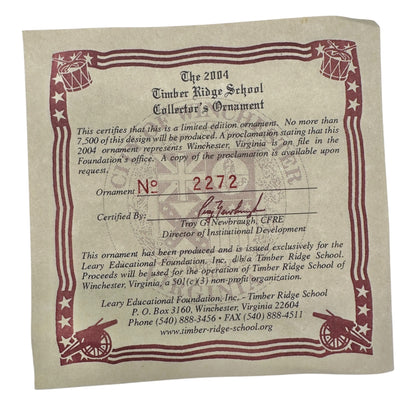 The 2004
Timber Ridge School
Collector's Ornament
This certifies that this is a limited edition ornament. No more than
7,500 of this design will be produced. A proclamation stating that this
2004 ornament represents Winchester, Virginia is on file in the
Foundation's office. A copy of the proclamation is available upon
request.
Ornament No 2272
Certified By: Troy Newbraugh
Troy G. Newbraugh, CFRE
Director of Institutional Development
This ornament has been produced and is issued exclusively for the
Leary Educational Foundation, Inc. d/b/a Timber Ridge School.
Proceeds will be used for the operation of Timber Ridge School of
Winchester, Virginia, a 501(c)(3) non-profit organization.
Leary Educational Foundation, Inc. - Timber Ridge School
P. O. Box 3160, Winchester, Virginia 22604
Phone (540) 888-3456 • FAX (540) 888-4511
www.timber-ridge-school.org